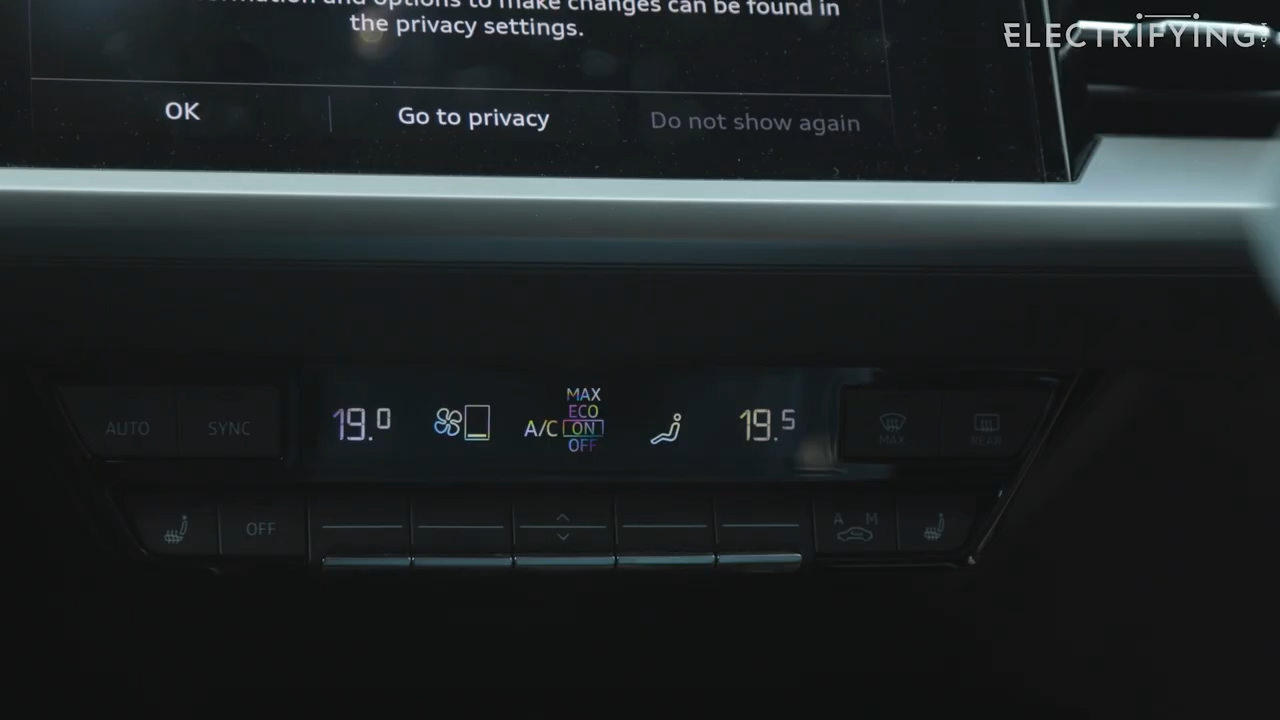 and options to make changes can be found in
the privacy settings.
OK
Go to privacy
Do not show again
ELECTRIFYING
AUTO
SYNC
19.0
A/C
MAX
ECO
ON
OFF
19.5
MAX
REAR
OFF
A M